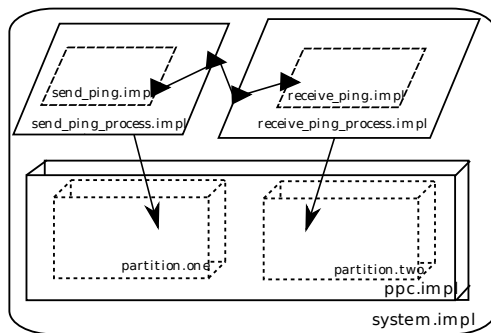 send_ping.impl
receive_ping.impl
send_ping_process.impl
receive_ping_process.impl
partition.one
partition.two
ppc.impl
system.impl